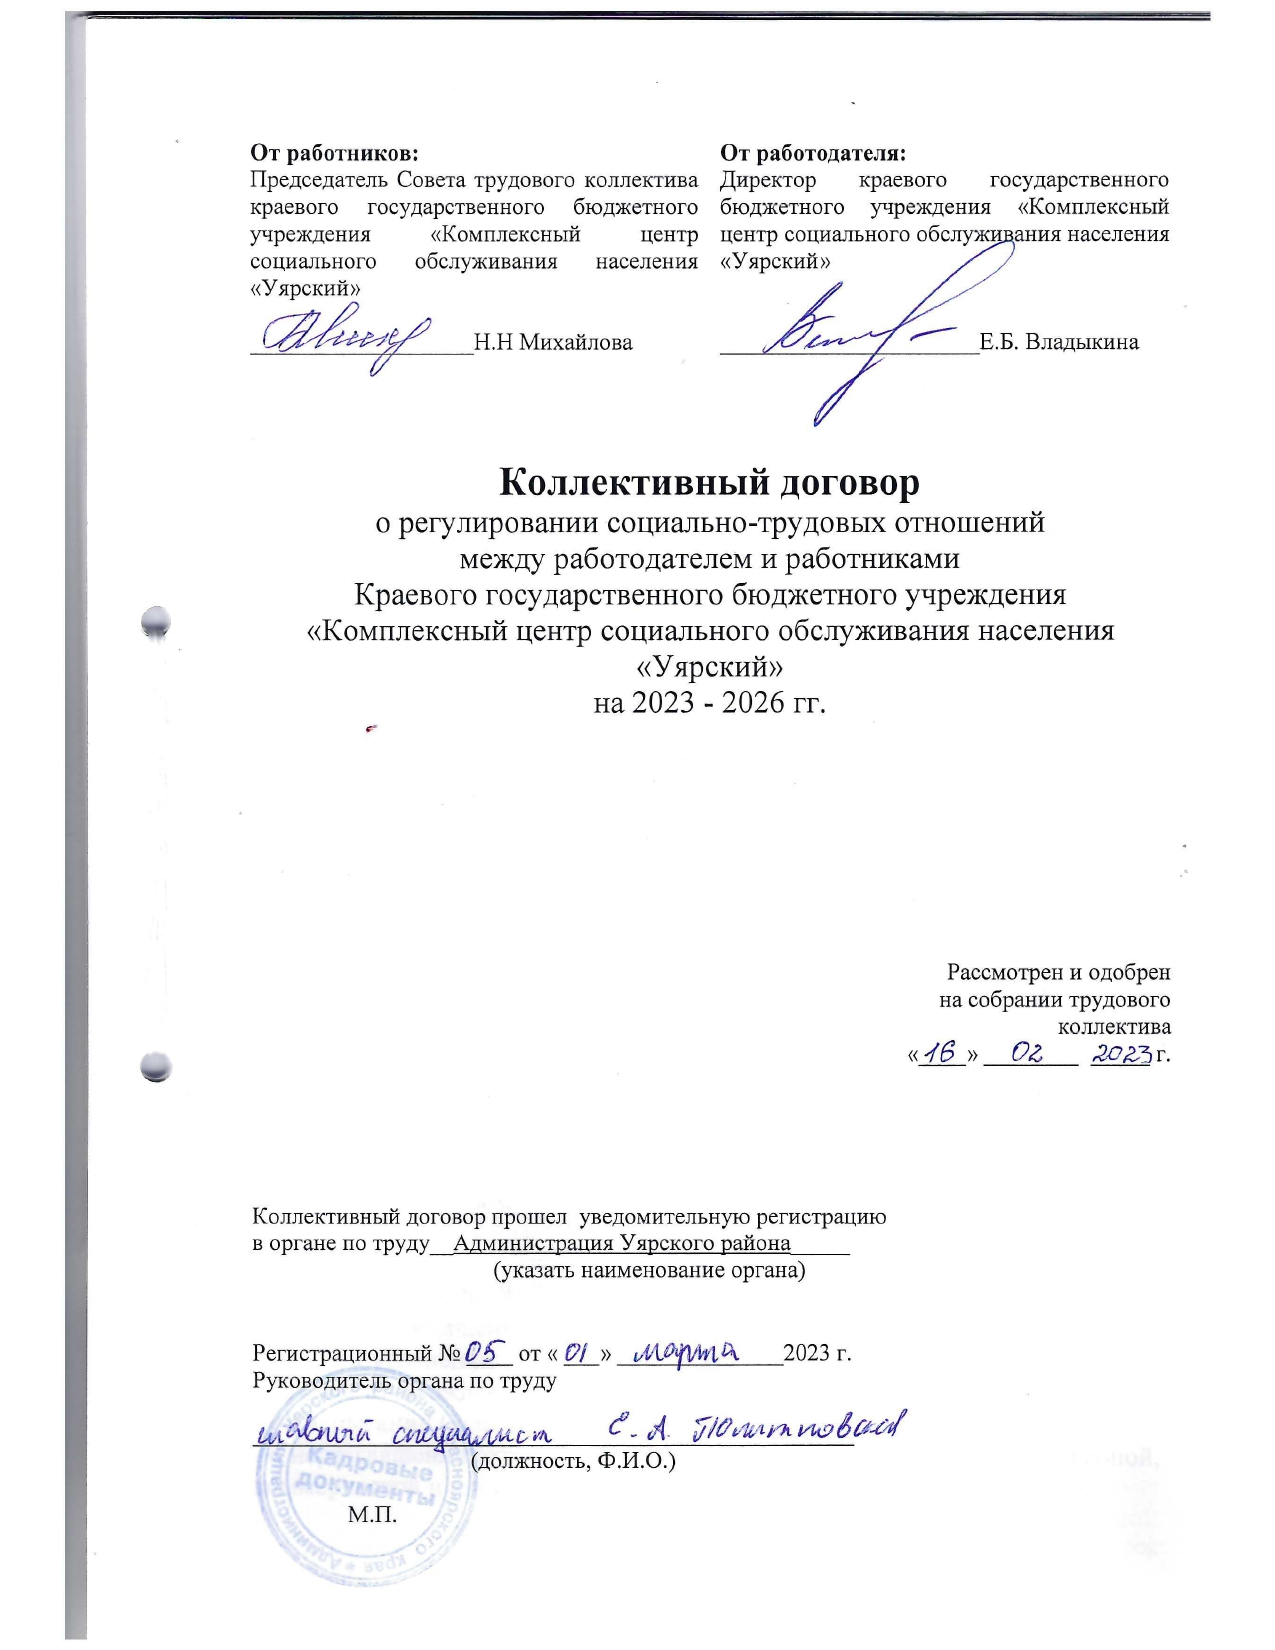 От работников:
Председатель Совета трудового коллектива
краевого государственного бюджетного
учреждения «Комплексный центр
социального обслуживания населения
«Уярский»
Н.Н Михайлова
От работодателя:
Директор краевого государственного
бюджетного учреждения «Комплексный
центр социального обслуживания населения
«Уярский»
Е.Б. Владыкина
Коллективный договор
о регулировании социально-трудовых отношений
между работодателем и работниками
Краевого государственного бюджетного учреждения
«Комплексный центр социального обслуживания населения
«Уярский»
на 2023 - 2026 гг.
Рассмотрен и одобрен
на собрании трудового
коллектива
«16» 02 2023 г.
Коллективный договор прошел уведомительную регистрацию
в органе по труду Администрация Уярского района
(указать наименование органа)
Регистрационный № 05 от «01» марта 2023 г.
Руководитель органа по труду
главный специалист Е. А.
(должность, Ф.И.О.)
Кадровые
документы
М.П.